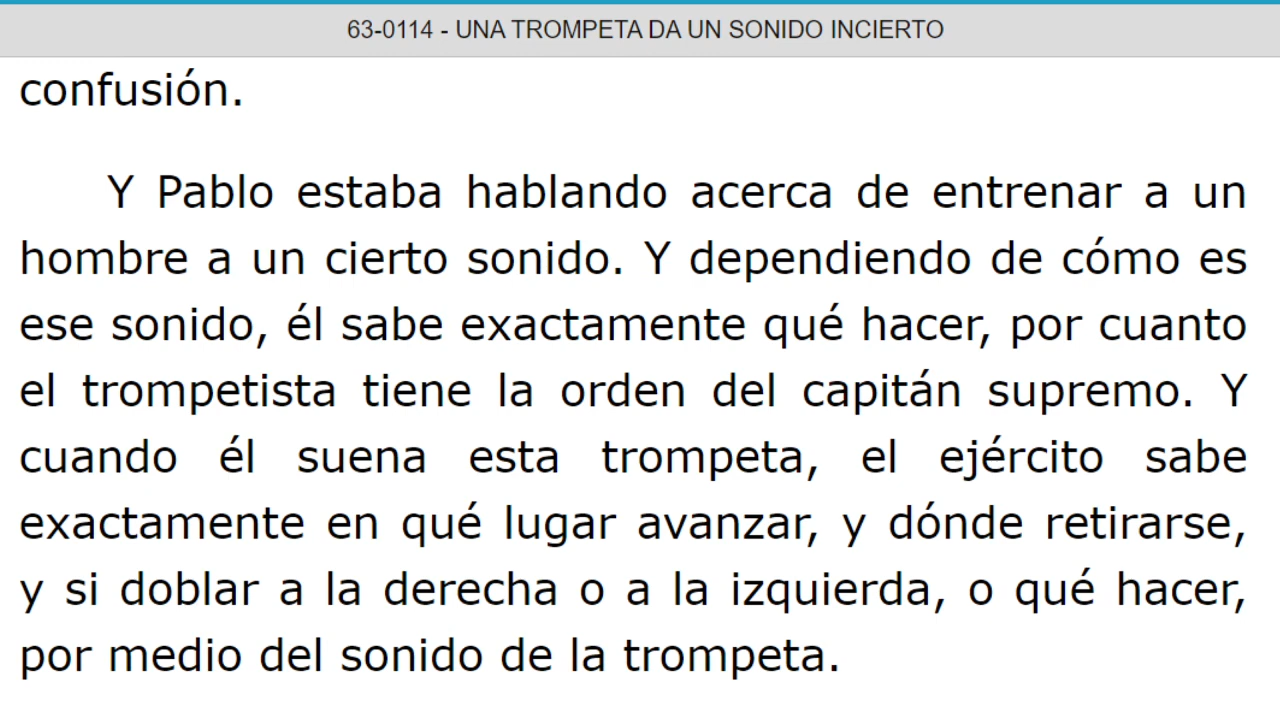 63-0114 - UNA TROMPETA DA UN SONIDO INCIERTO
confusión.
Y Pablo estaba hablando acerca de entrenar a un
hombre a un cierto sonido. Y dependiendo de cómo es
ese sonido, él sabe exactamente qué hacer, por cuanto
el trompetista tiene la orden del capitán supremo. Y
cuando él suena esta trompeta, el ejército sabe
exactamente en qué lugar avanzar, y dónde retirarse,
y si doblar a la derecha o a la izquierda, o qué hacer,
por medio del sonido de la trompeta.